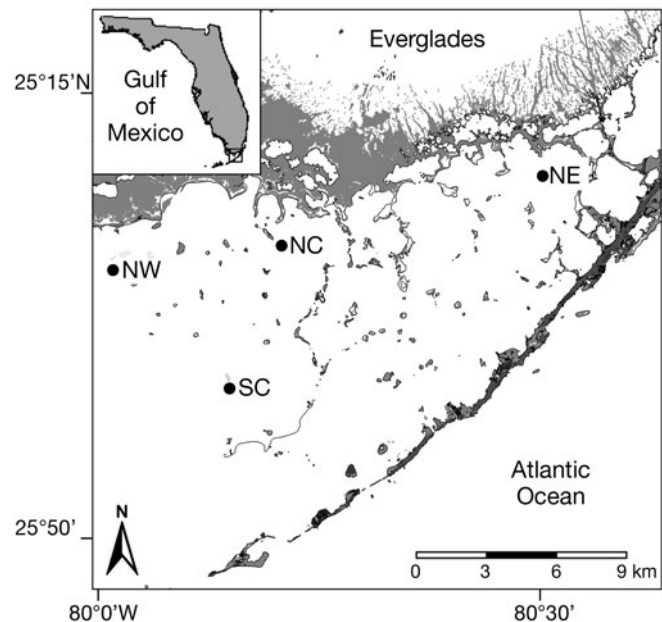 Everglades
25°15'N
Gulf
of
Mexico
NE
NC
NW
SC
Atlantic
Ocean
25°50'
N
0 3 6 9 km
80°0'W
80°30'